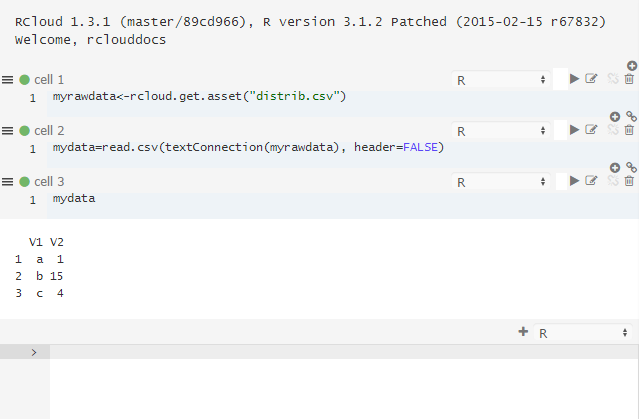 RCloud 1.3.1 (master/89cd966), R version 3.1.2 Patched (2015-02-15 r67832)
Welcome, rclouddocs
cell 1
R
1 myrawdata<-rcloud.get.asset("distrib.csv")
cell 2
R
1 mydata=read.csv(textConnection(myrawdata), header=FALSE)
cell 3
R
1 mydata
V1 V2
1 a 1
2 b 15
3 c 4
R
>